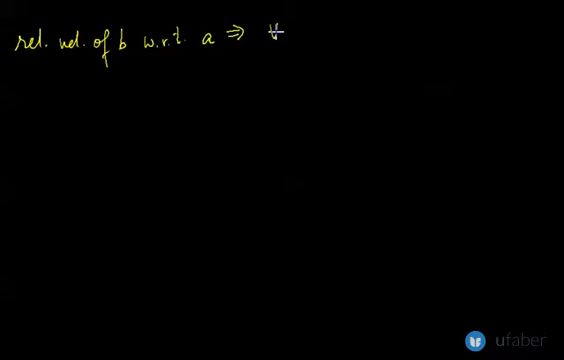 rel. vel. of b w.r.t. a ⇒ v
ufaber